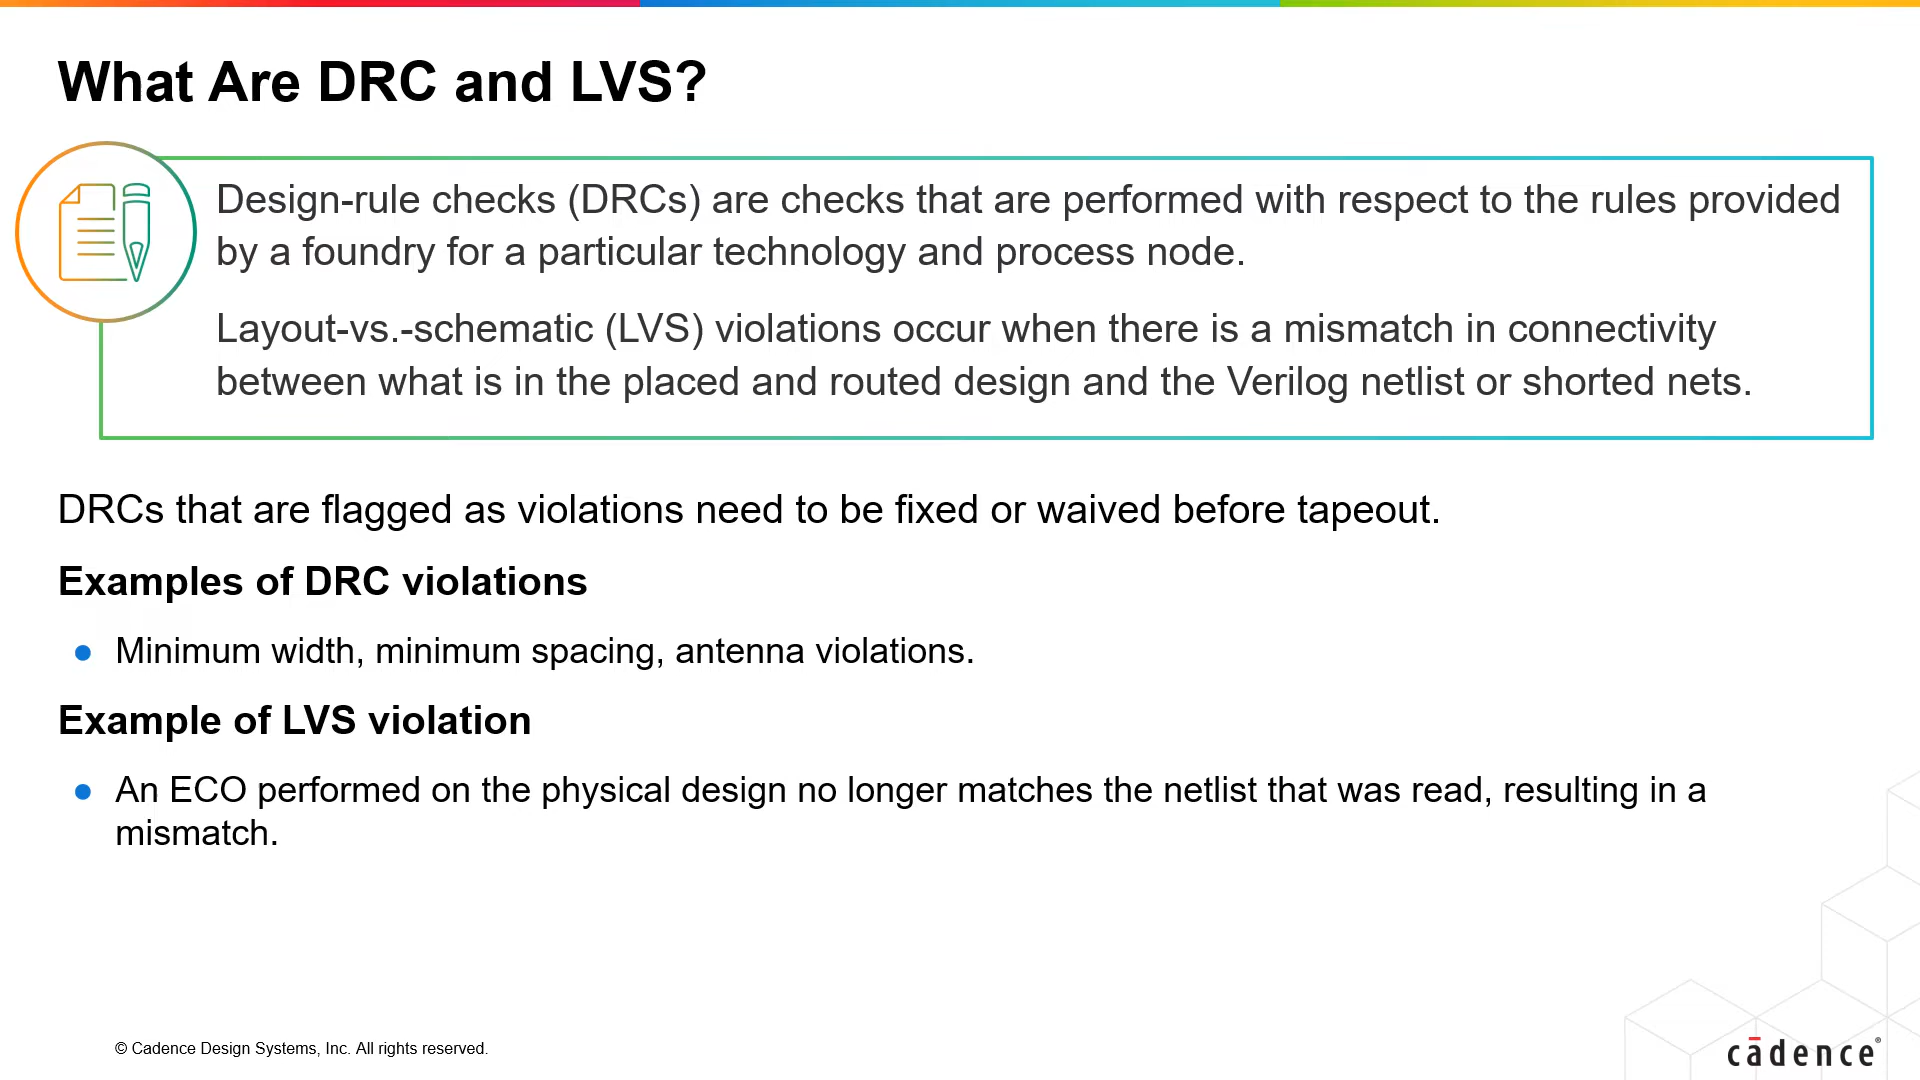 What Are DRC and LVS?
Design-rule checks (DRCs) are checks that are performed with respect to the rules provided
by a foundry for a particular technology and process node.
Layout-vs.-schematic (LVS) violations occur when there is a mismatch in connectivity
between what is in the placed and routed design and the Verilog netlist or shorted nets.
DRCs that are flagged as violations need to be fixed or waived before tapeout.
Examples of DRC violations
● Minimum width, minimum spacing, antenna violations.
Example of LVS violation
● An ECO performed on the physical design no longer matches the netlist that was read, resulting in a
mismatch.
© Cadence Design Systems, Inc. All rights reserved.
cādence®